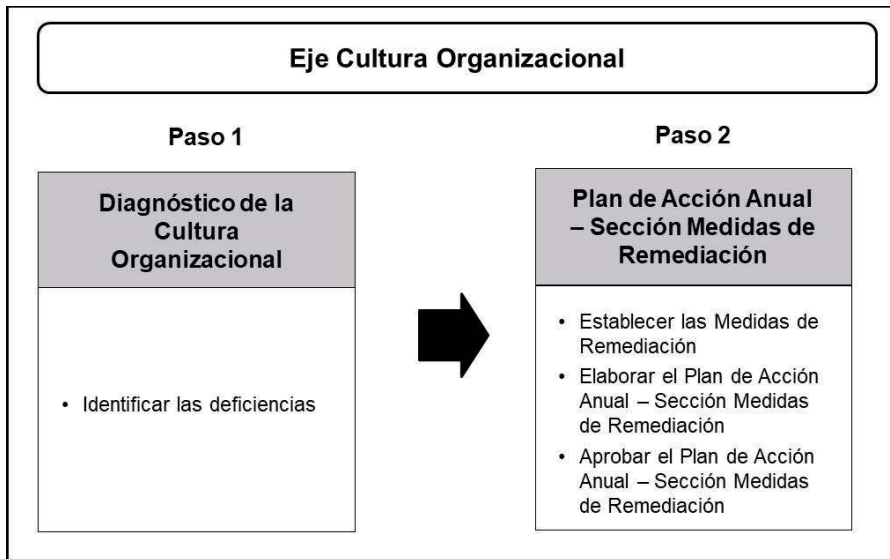 Eje Cultura Organizacional
Paso 1
Diagnóstico de la
Cultura
Organizacional
• Identificar las deficiencias
Paso 2
Plan de Acción Anual
– Sección Medidas de
Remediación
• Establecer las Medidas de
Remediación
• Elaborar el Plan de Acción
Anual – Sección Medidas
de Remediación
• Aprobar el Plan de Acción
Anual – Sección Medidas
de Remediación